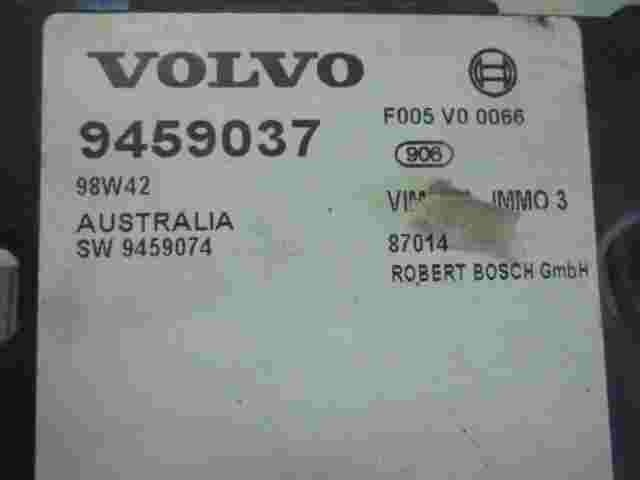 VOLVO
9459037
98W42
AUSTRALIA
SW 9459074
F005 V0 0066
906
IMMO 3
87014
ROBERT BOSCH GmbH